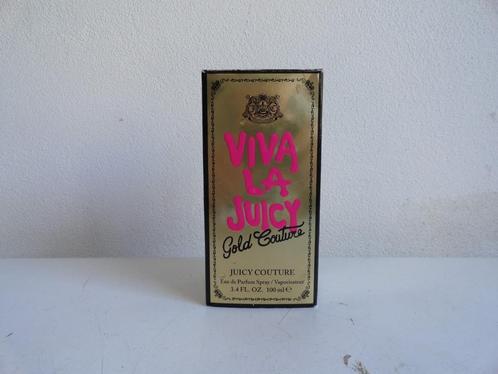 VIVA
LA
JUICY
Gold Couture
JUICY COUTURE
Eau de Parfum Spray / Vaporisateur
3.4 FL. OZ. 100 ml ℮